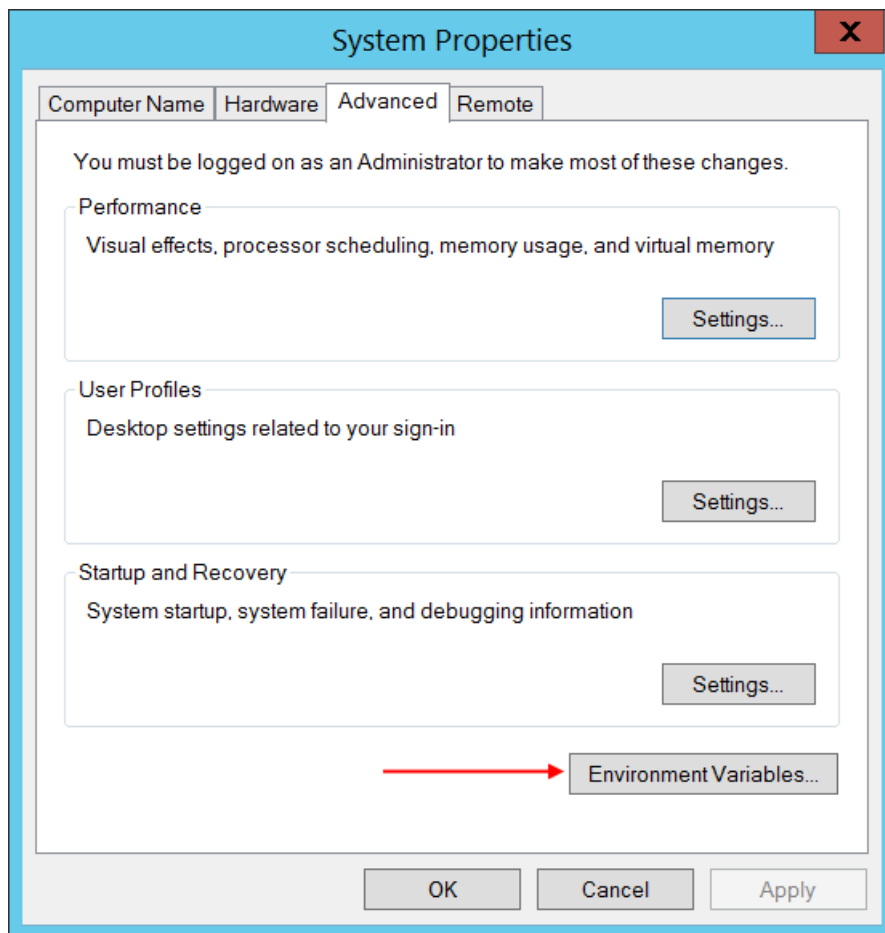 System Properties
X
Computer Name Hardware Advanced Remote
You must be logged on as an Administrator to make most of these changes.
Performance
Visual effects, processor scheduling, memory usage, and virtual memory
Settings...
User Profiles
Desktop settings related to your sign-in
Settings...
Startup and Recovery
System startup, system failure, and debugging information
Settings...
Environment Variables...
OK Cancel Apply